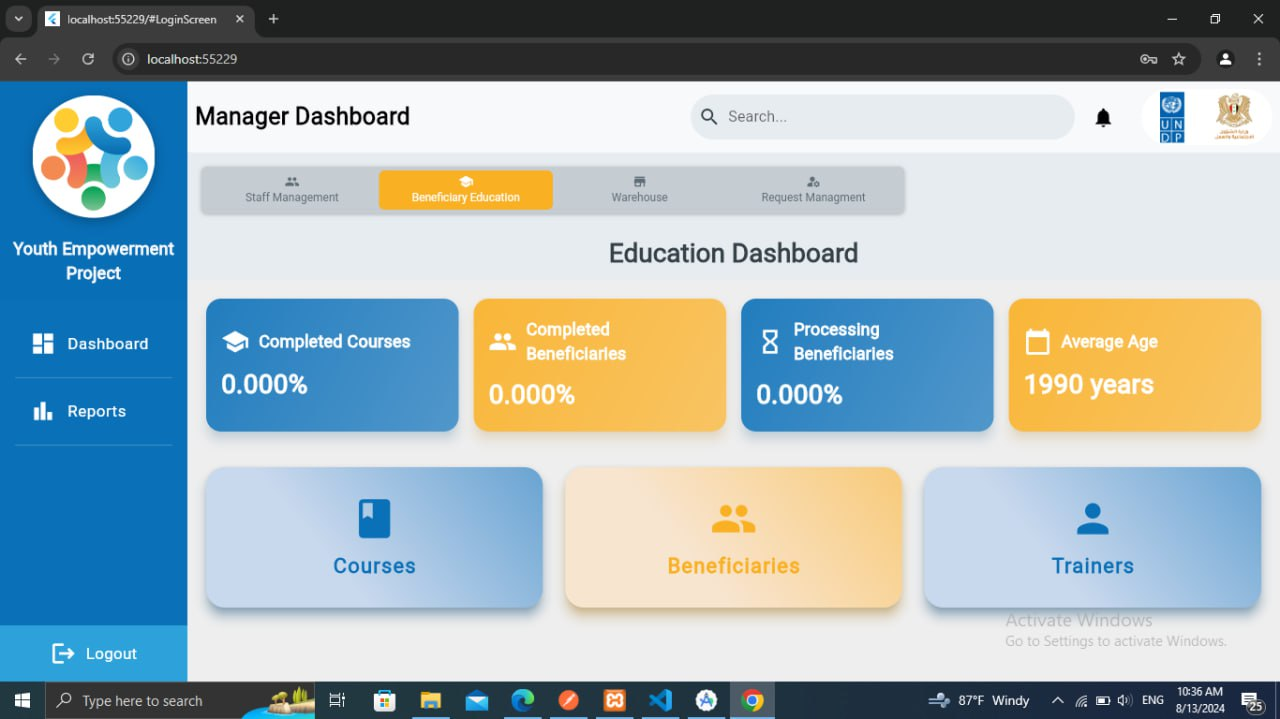 localhost:55229/#LoginScreen
localhost:55229
Youth Empowerment
Project
Dashboard
Reports
Logout
Manager Dashboard
Search...
U N
D P
Staff Management
Beneficiary Education
Warehouse
Request Managment
Education Dashboard
Completed Courses
0.000%
Completed
Beneficiaries
0.000%
Processing
Beneficiaries
0.000%
Average Age
1990 years
Courses
Beneficiaries
Trainers
Activate Windows
Go to Settings to activate Windows.
Type here to search
87°F Windy
ENG
10:36 AM
8/13/2024
25